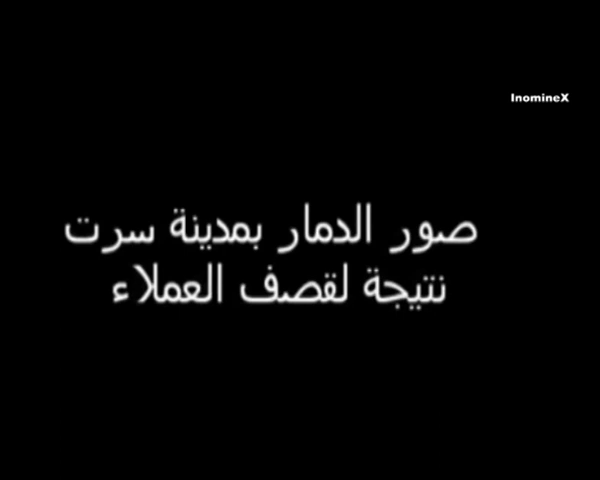 InomineX
صور الدمار بمدينة سرت
نتيجة لقصف العملاء